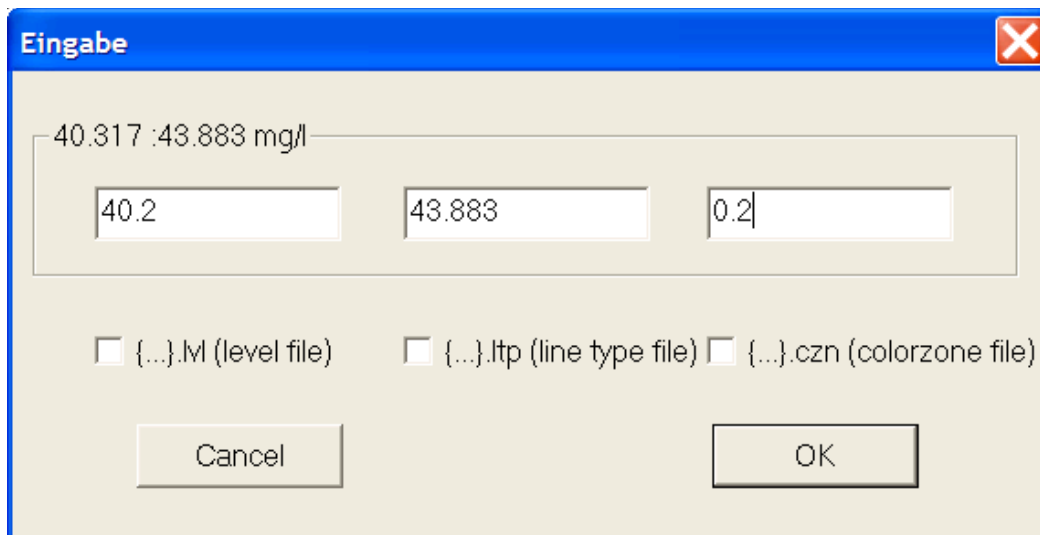 Eingabe
40.317 :43.883 mg/l
40.2 43.883 0.2
{...}.lvl (level file) {...}.ltp (line type file) {...}.czn (colorzone file)
Cancel OK